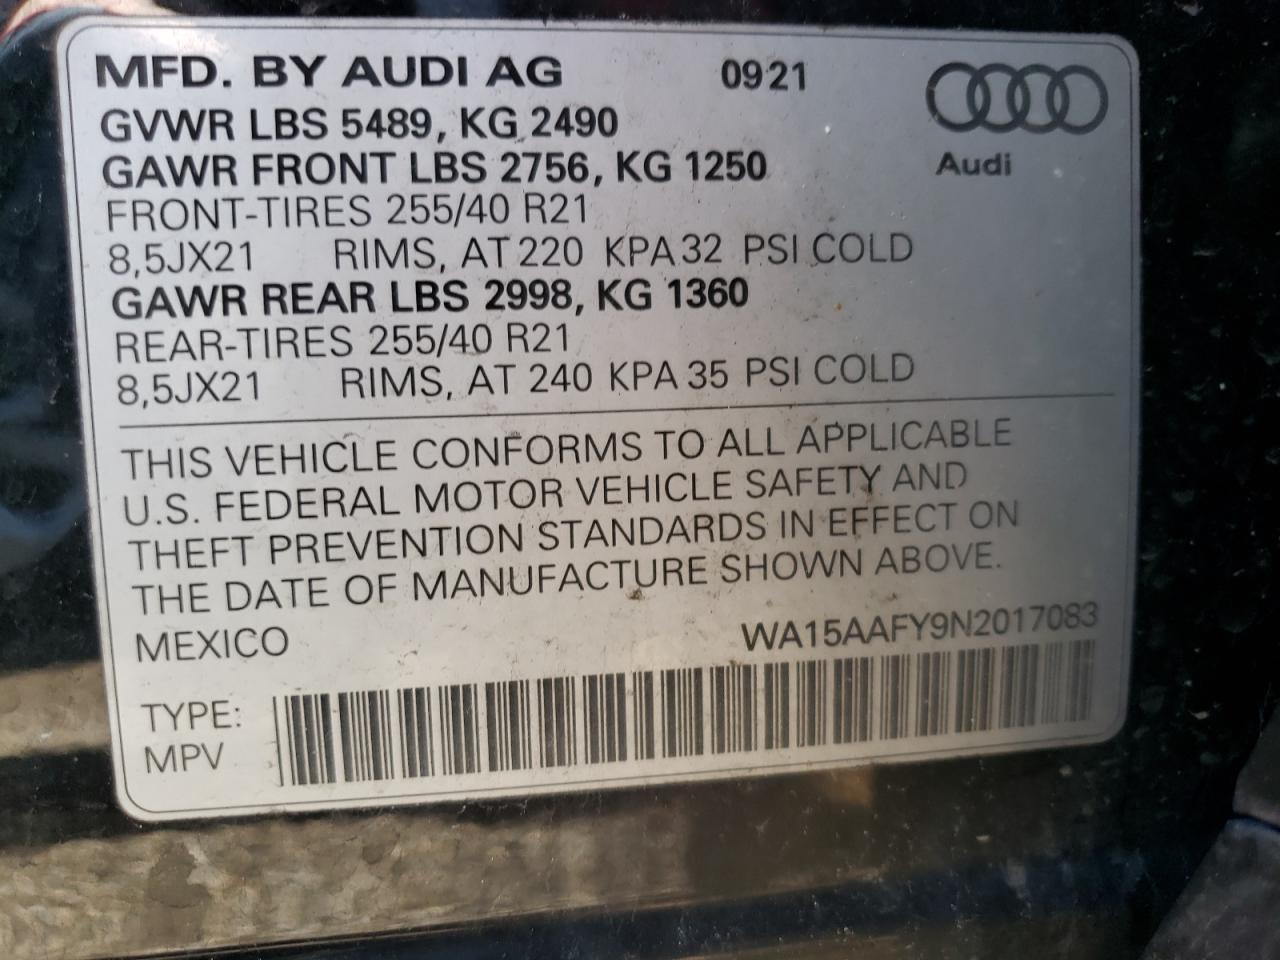 MFD. BY AUDI AG 0921
GVWR LBS 5489, KG 2490
GAWR FRONT LBS 2756, KG 1250
Audi
FRONT-TIRES 255/40 R21
8,5JX21 RIMS, AT 220 KPA 32 PSI COLD
GAWR REAR LBS 2998, KG 1360
REAR-TIRES 255/40 R21
8,5JX21 RIMS, AT 240 KPA 35 PSI COLD
THIS VEHICLE CONFORMS TO ALL APPLICABLE
U.S. FEDERAL MOTOR VEHICLE SAFETY AND
THEFT PREVENTION STANDARDS IN EFFECT ON
THE DATE OF MANUFACTURE SHOWN ABOVE.
MEXICO WA15AAFY9N2017083
TYPE:
MPV